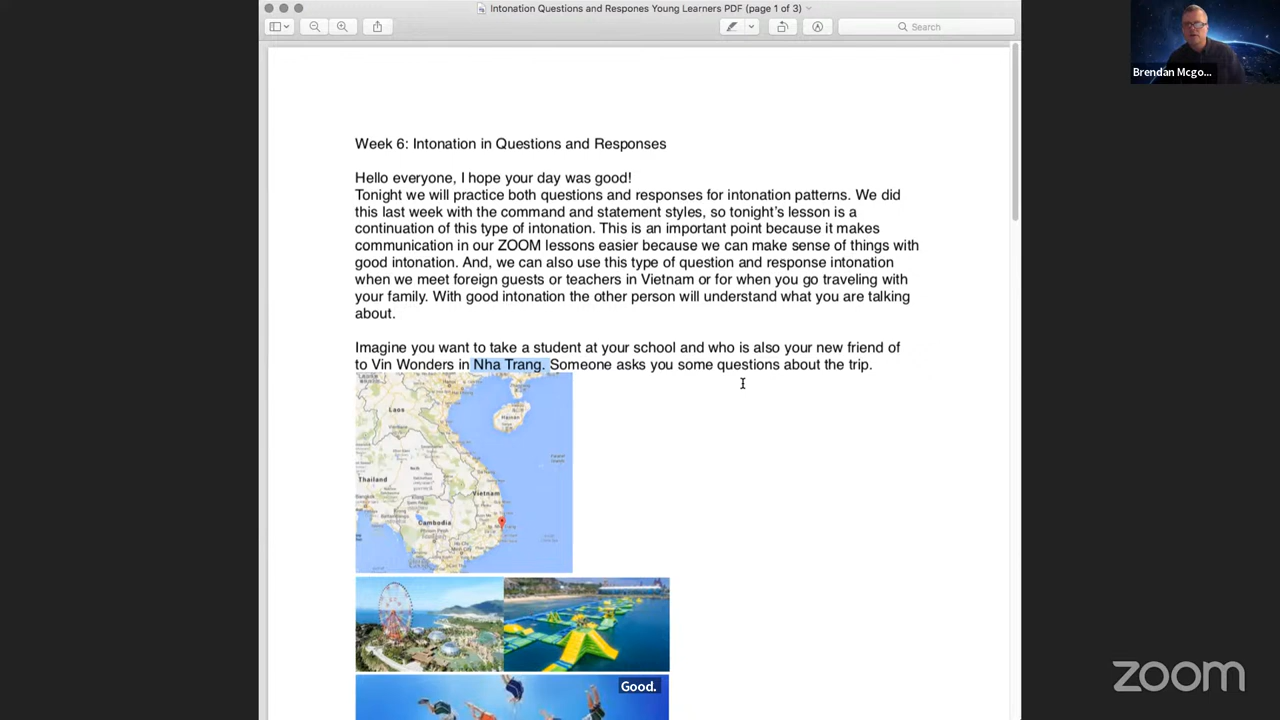 Intonation Questions and Respones Young Learners PDF (page 1 of 3)
Search
Brendan Mcgo...
Week 6: Intonation in Questions and Responses
Hello everyone, I hope your day was good!
Tonight we will practice both questions and responses for intonation patterns. We did
this last week with the command and statement styles, so tonight's lesson is a
continuation of this type of intonation. This is an important point because it makes
communication in our ZOOM lessons easier because we can make sense of things with
good intonation. And, we can also use this type of question and response intonation
when we meet foreign guests or teachers in Vietnam or for when you go traveling with
your family. With good intonation the other person will understand what you are talking
about.
Imagine you want to take a student at your school and who is also your new friend of
to Vin Wonders in Nha Trang. Someone asks you some questions about the trip.
Laos
Hainan
Thailand
Vietnam
Cambodia
Good.
zoom